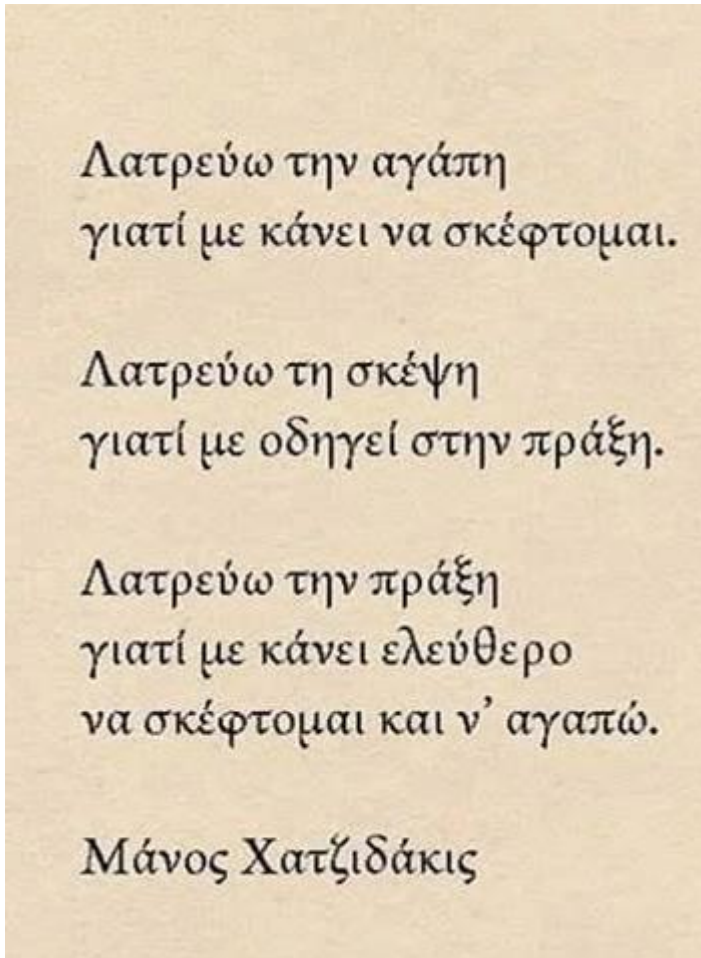 Λατρεύω την αγάπη
γιατί με κάνει να σκέφτομαι.
Λατρεύω τη σκέψη
γιατί με οδηγεί στην πράξη.
Λατρεύω την πράξη
γιατί με κάνει ελεύθερο
να σκέφτομαι και ν’ αγαπώ.
Μάνος Χατζιδάκις